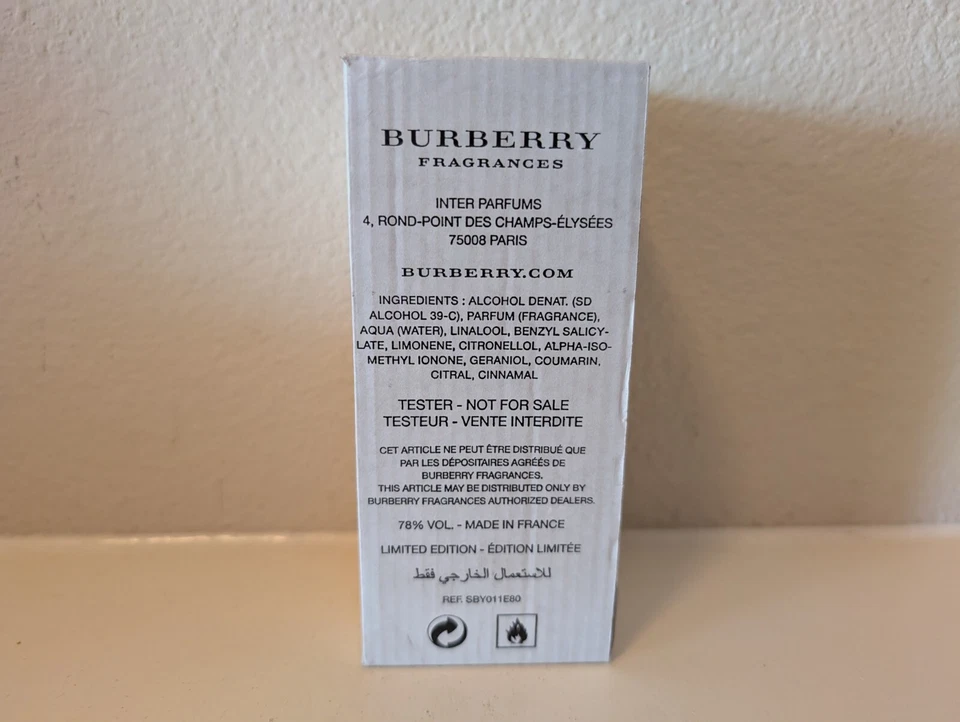 BURBERRY
FRAGRANCES
INTER PARFUMS
4, ROND-POINT DES CHAMPS-ÉLYSÉES
75008 PARIS
BURBERRY.COM
INGREDIENTS : ALCOHOL DENAT. (SD
ALCOHOL 39-C), PARFUM (FRAGRANCE),
AQUA (WATER), LINALOOL, BENZYL SALICY-
LATE, LIMONENE, CITRONELLOL, ALPHA-ISO-
METHYL IONONE, GERANIOL, COUMARIN,
CITRAL, CINNAMAL
TESTER - NOT FOR SALE
TESTEUR - VENTE INTERDITE
CET ARTICLE NE PEUT ÊTRE DISTRIBUÉ QUE
PAR LES DÉPOSITAIRES AGRÉÉS DE
BURBERRY FRAGRANCES.
THIS ARTICLE MAY BE DISTRIBUTED ONLY BY
BURBERRY FRAGRANCES AUTHORIZED DEALERS.
78% VOL. - MADE IN FRANCE
LIMITED EDITION - ÉDITION LIMITÉE
للاستعمال الخارجي فقط
REF. SBY011E80